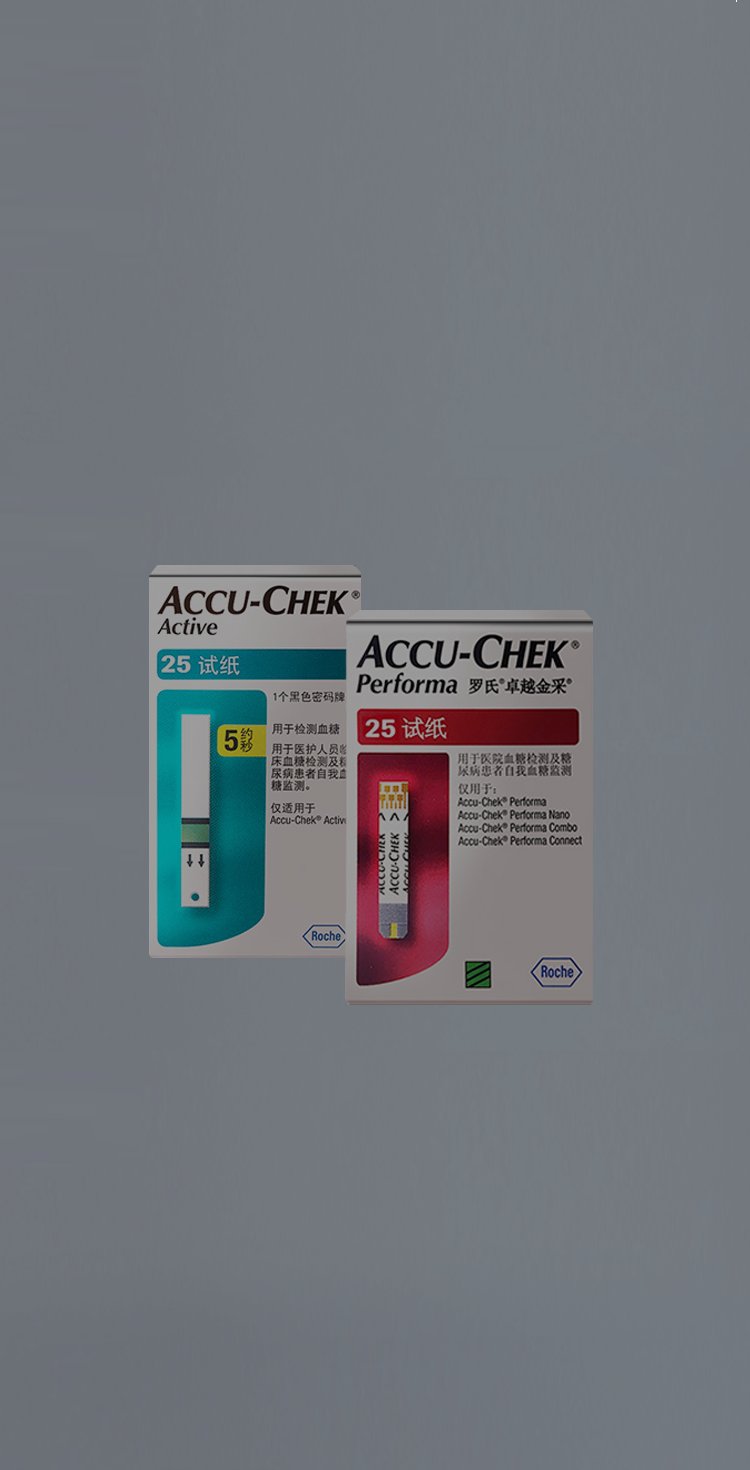 ACCU-CHEK®
Active
25 试纸
1个黑色密码牌
5约秒
用于检测血糖
用于医护人员
床血糖检测及
尿病患者自我
糖监测。
仅适用于
Accu-Chek® Active
Roche
ACCU-CHEK®
Performa 罗氏®卓越金采®
25 试纸
用于医院血糖检测及糖
尿病患者自我血糖监测
仅用于:
Accu-Chek® Performa
Accu-Chek® Performa Nano
Accu-Chek® Performa Combo
Accu-Chek® Performa Connect
ACCU-CHEK
ACCU-CHEK
ACCU-CHEK
Roche